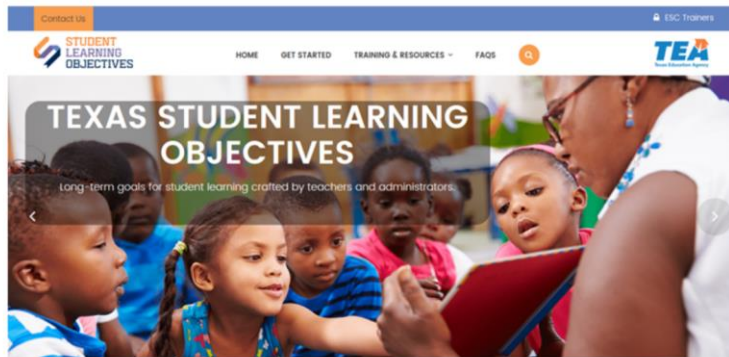 Contact Us
ESC Trainers
STUDENT
LEARNING
OBJECTIVES
HOME GET STARTED TRAINING & RESOURCES FAQS
TEA
Texas Education Agency
TEXAS STUDENT LEARNING
OBJECTIVES
Long-term goals for student learning crafted by teachers and administrators.